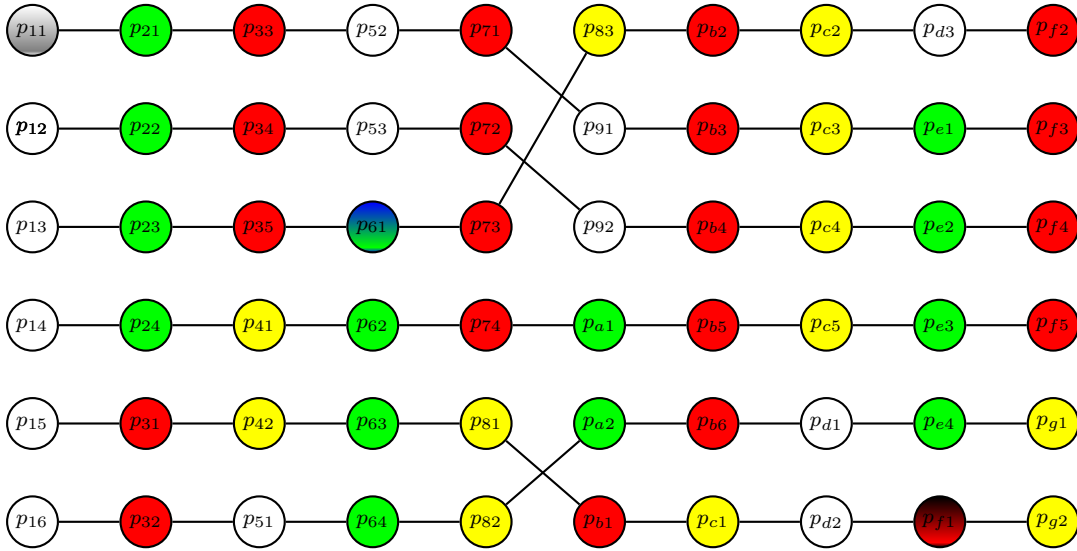 p11 p21 p33 p52 p71 p83 pb2 pc2 pd3 pf2
p12 p22 p34 p53 p72 p91 pb3 pc3 pe1 pf3
p13 p23 p35 p61 p73 p92 pb4 pc4 pe2 pf4
p14 p24 p41 p62 p74 pa1 pb5 pc5 pe3 pf5
p15 p31 p42 p63 p81 pa2 pb6 pd1 pe4 pg1
p16 p32 p51 p64 p82 pb1 pc1 pd2 pf1 pg2